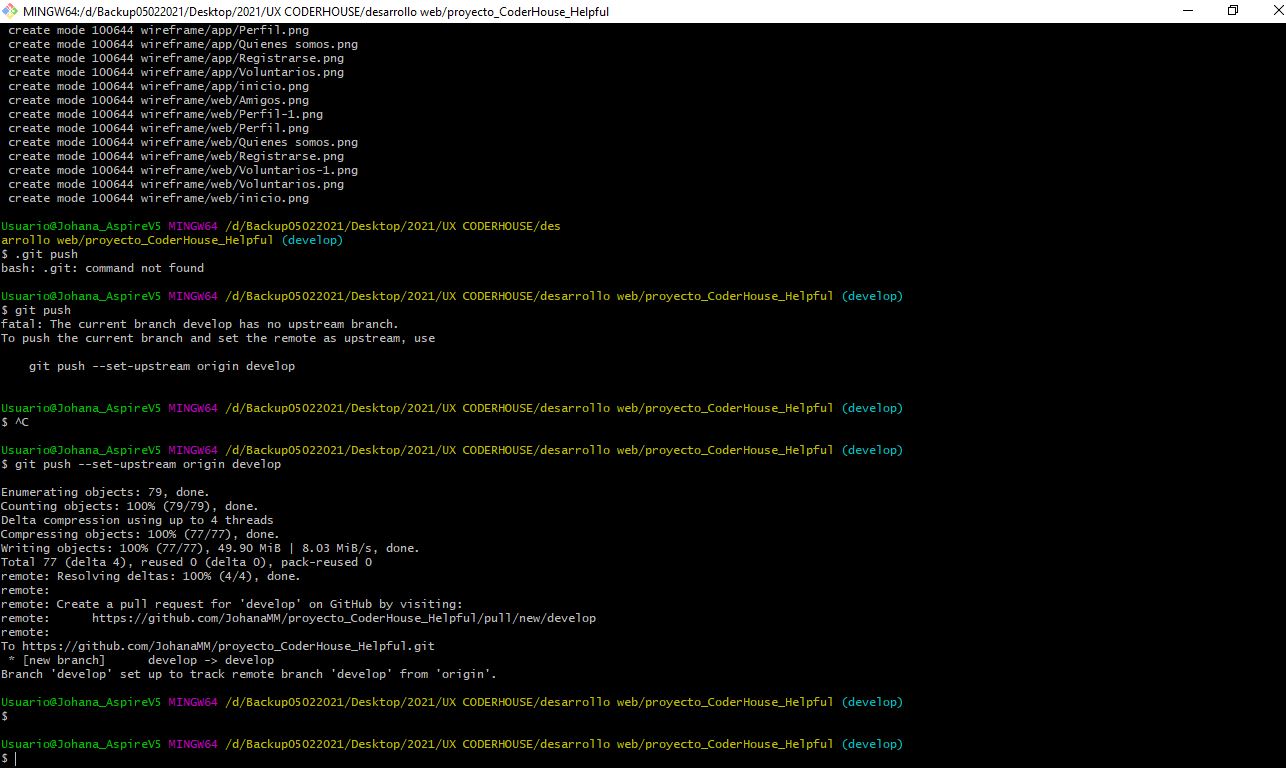 MINGW64:/d/Backup05022021/Desktop/2021/UX CODERHOUSE/desarrollo web/proyecto_CoderHouse_Helpful
create mode 100644 wireframe/app/Perfil.png
create mode 100644 wireframe/app/Quienes somos.png
create mode 100644 wireframe/app/Registrarse.png
create mode 100644 wireframe/app/Voluntarios.png
create mode 100644 wireframe/app/inicio.png
create mode 100644 wireframe/web/Amigos.png
create mode 100644 wireframe/web/Perfil-1.png
create mode 100644 wireframe/web/Perfil.png
create mode 100644 wireframe/web/Quienes somos.png
create mode 100644 wireframe/web/Registrarse.png
create mode 100644 wireframe/web/Voluntarios-1.png
create mode 100644 wireframe/web/Voluntarios.png
create mode 100644 wireframe/web/inicio.png
Usuario@Johana_AspireV5 MINGW64 /d/Backup05022021/Desktop/2021/UX CODERHOUSE/des
arrollo web/proyecto_CoderHouse_Helpful (develop)
$ .git push
bash: .git: command not found
Usuario@Johana_AspireV5 MINGW64 /d/Backup05022021/Desktop/2021/UX CODERHOUSE/desarrollo web/proyecto_CoderHouse_Helpful (develop)
$ git push
fatal: The current branch develop has no upstream branch.
To push the current branch and set the remote as upstream, use
git push --set-upstream origin develop
Usuario@Johana_AspireV5 MINGW64 /d/Backup05022021/Desktop/2021/UX CODERHOUSE/desarrollo web/proyecto_CoderHouse_Helpful (develop)
$ ^C
Usuario@Johana_AspireV5 MINGW64 /d/Backup05022021/Desktop/2021/UX CODERHOUSE/desarrollo web/proyecto_CoderHouse_Helpful (develop)
$ git push --set-upstream origin develop
Enumerating objects: 79, done.
Counting objects: 100% (79/79), done.
Delta compression using up to 4 threads
Compressing objects: 100% (77/77), done.
Writing objects: 100% (77/77), 49.90 MiB | 8.03 MiB/s, done.
Total 77 (delta 4), reused 0 (delta 0), pack-reused 0
remote: Resolving deltas: 100% (4/4), done.
remote:
remote: Create a pull request for 'develop' on GitHub by visiting:
remote:      https://github.com/JohanaMM/proyecto_CoderHouse_Helpful/pull/new/develop
remote:
To https://github.com/JohanaMM/proyecto_CoderHouse_Helpful.git
* [new branch]      develop -> develop
Branch 'develop' set up to track remote branch 'develop' from 'origin'.
Usuario@Johana_AspireV5 MINGW64 /d/Backup05022021/Desktop/2021/UX CODERHOUSE/desarrollo web/proyecto_CoderHouse_Helpful (develop)
$
Usuario@Johana_AspireV5 MINGW64 /d/Backup05022021/Desktop/2021/UX CODERHOUSE/desarrollo web/proyecto_CoderHouse_Helpful (develop)
$